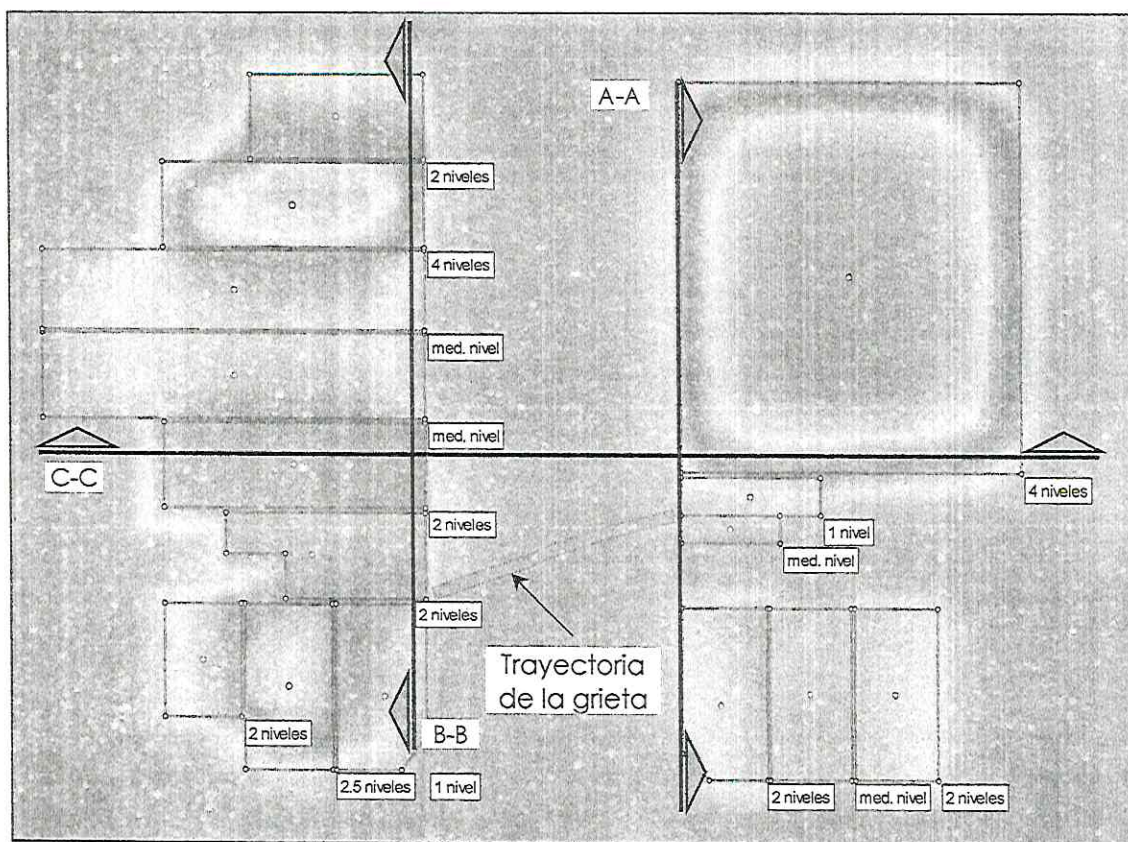 A-A
2 niveles
4 niveles
med. nivel
med. nivel
C-C
4 niveles
2 niveles
1 nivel
med. nivel
2 niveles
Trayectoria
de la grieta
2 niveles
B-B
2.5 niveles
1 nivel
2 niveles
med. nivel
2 niveles